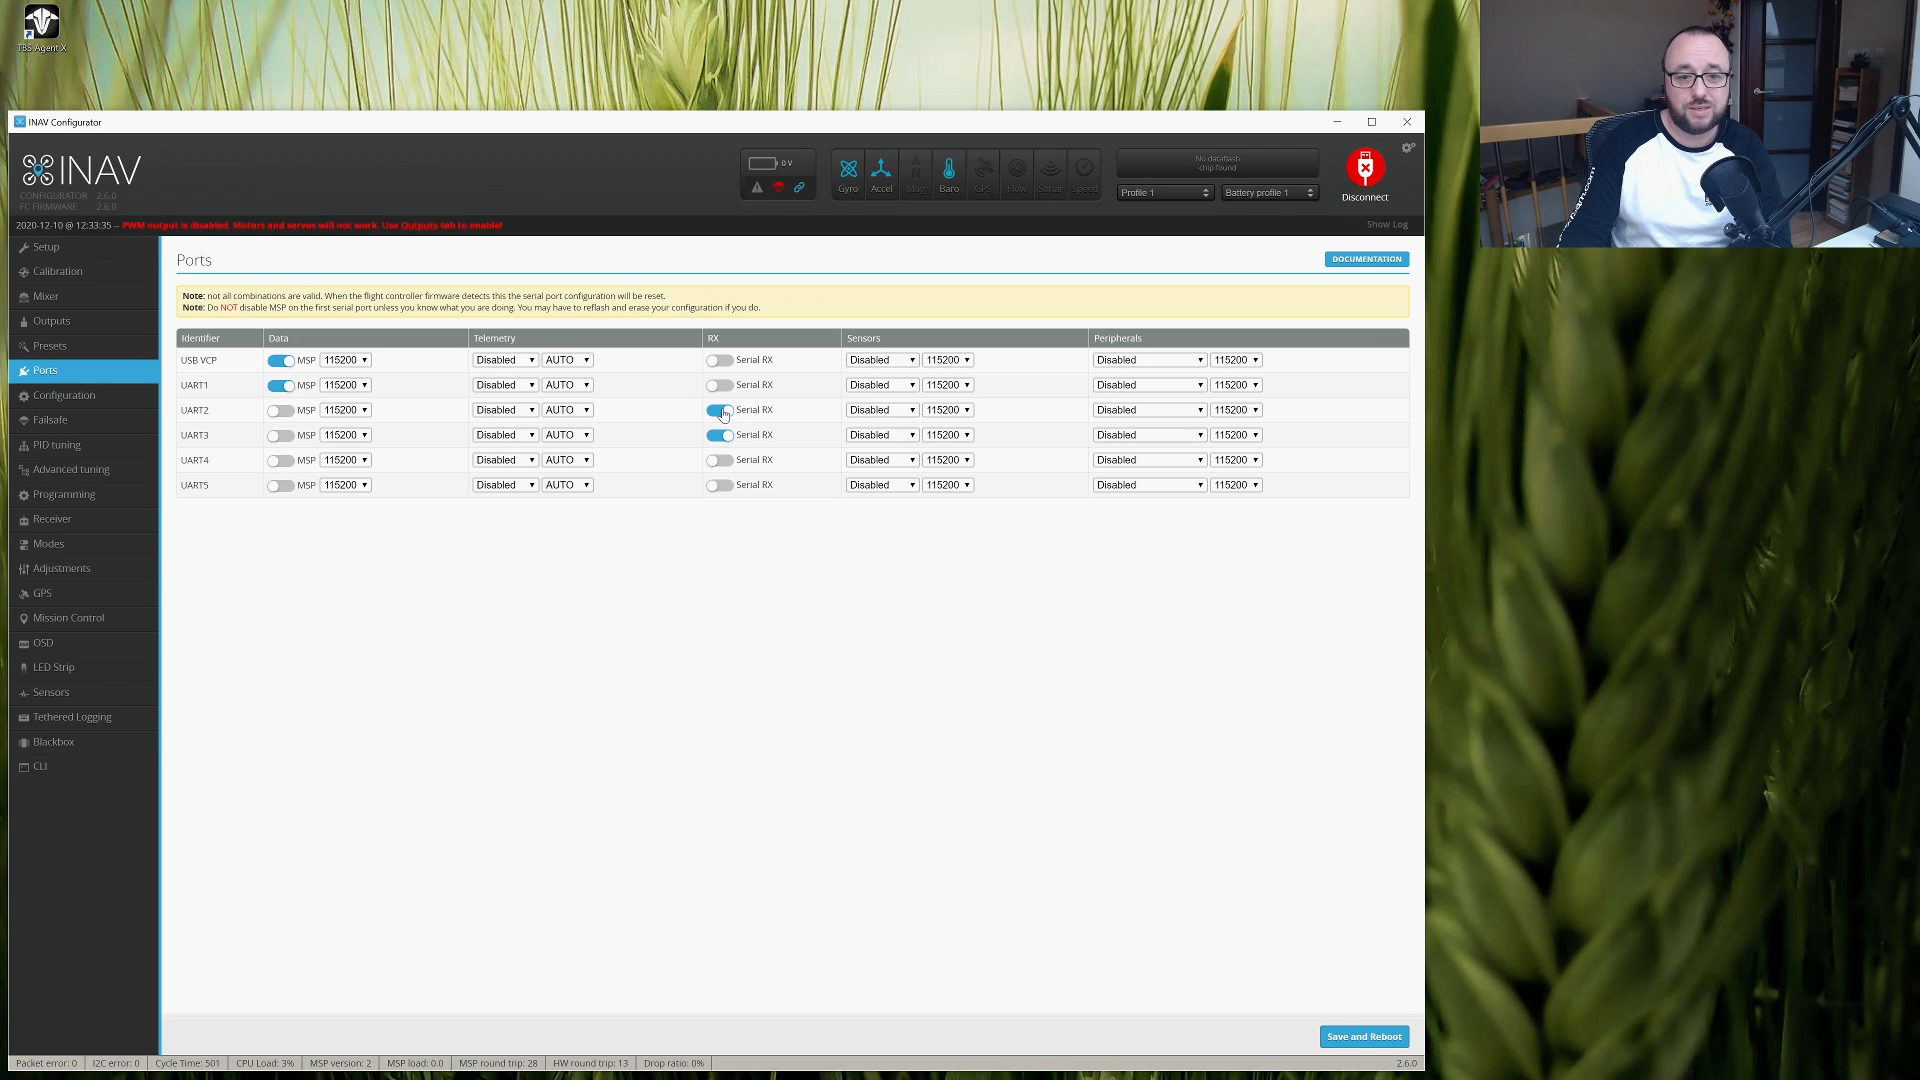 TBS Agent X
INAV Configurator
INAV
CONFIGURATOR 2.6.0
FC FIRMWARE 2.6.0
0 V
Gyro Accel Mag Baro GPS Flow Sonar Speed
No dataflash
chip found
Profile 1 Battery profile 1
Disconnect
2020-12-10 @ 12:33:35 -- PWM output is disabled. Motors and servos will not work. Use Outputs tab to enable!
Show Log
Setup
Calibration
Mixer
Outputs
Presets
Ports
Configuration
Failsafe
PID tuning
Advanced tuning
Programming
Receiver
Modes
Adjustments
GPS
Mission Control
OSD
LED Strip
Sensors
Tethered Logging
Blackbox
CLI
Ports
DOCUMENTATION
Note: not all combinations are valid. When the flight controller firmware detects this the serial port configuration will be reset.
Note: Do NOT disable MSP on the first serial port unless you know what you are doing. You may have to reflash and erase your configuration if you do.
Identifier Data Telemetry RX Sensors Peripherals
USB VCP MSP 115200 Disabled AUTO Serial RX Disabled 115200 Disabled 115200
UART1 MSP 115200 Disabled AUTO Serial RX Disabled 115200 Disabled 115200
UART2 MSP 115200 Disabled AUTO Serial RX Disabled 115200 Disabled 115200
UART3 MSP 115200 Disabled AUTO Serial RX Disabled 115200 Disabled 115200
UART4 MSP 115200 Disabled AUTO Serial RX Disabled 115200 Disabled 115200
UART5 MSP 115200 Disabled AUTO Serial RX Disabled 115200 Disabled 115200
Save and Reboot
Packet error: 0 I2C error: 0 Cycle Time: 501 CPU Load: 3% MSP version: 2 MSP load: 0.0 MSP round trip: 28 HW round trip: 13 Drop ratio: 0% 2.6.0